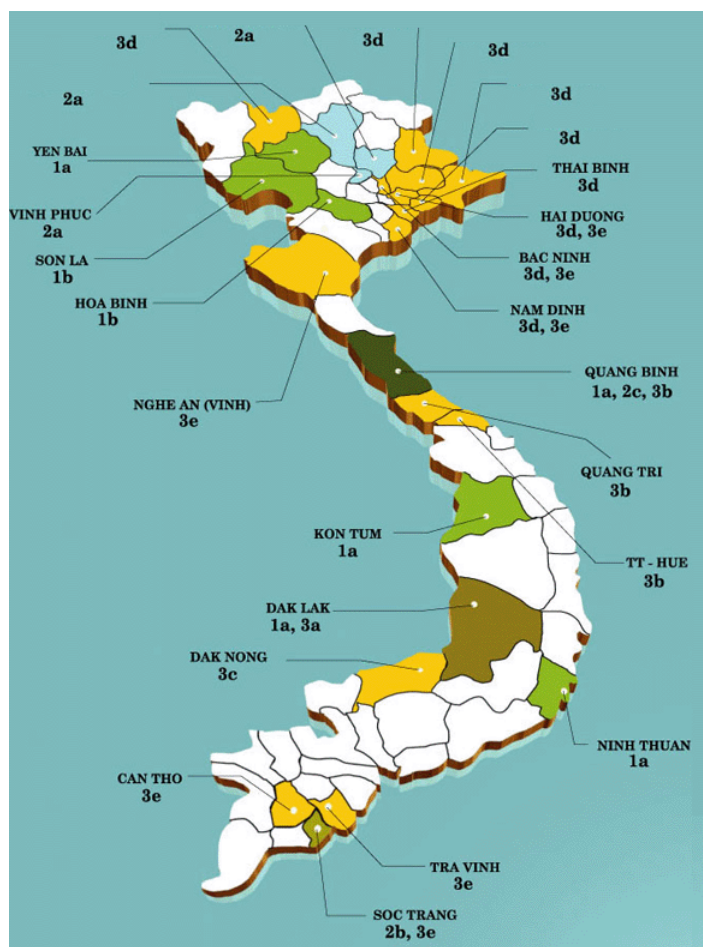 2a
3d
3d
3d
2a
3d
3d
YEN BAI
1a
THAI BINH
3d
VINH PHUC
2a
HAI DUONG
3d, 3e
SON LA
1b
BAC NINH
3d, 3e
HOA BINH
1b
NAM DINH
3d, 3e
QUANG BINH
1a, 2c, 3b
NGHE AN (VINH)
3e
QUANG TRI
3b
KON TUM
1a
TT - HUE
3b
DAK LAK
1a, 3a
DAK NONG
3c
NINH THUAN
1a
CAN THO
3e
TRA VINH
3e
SOC TRANG
2b, 3e